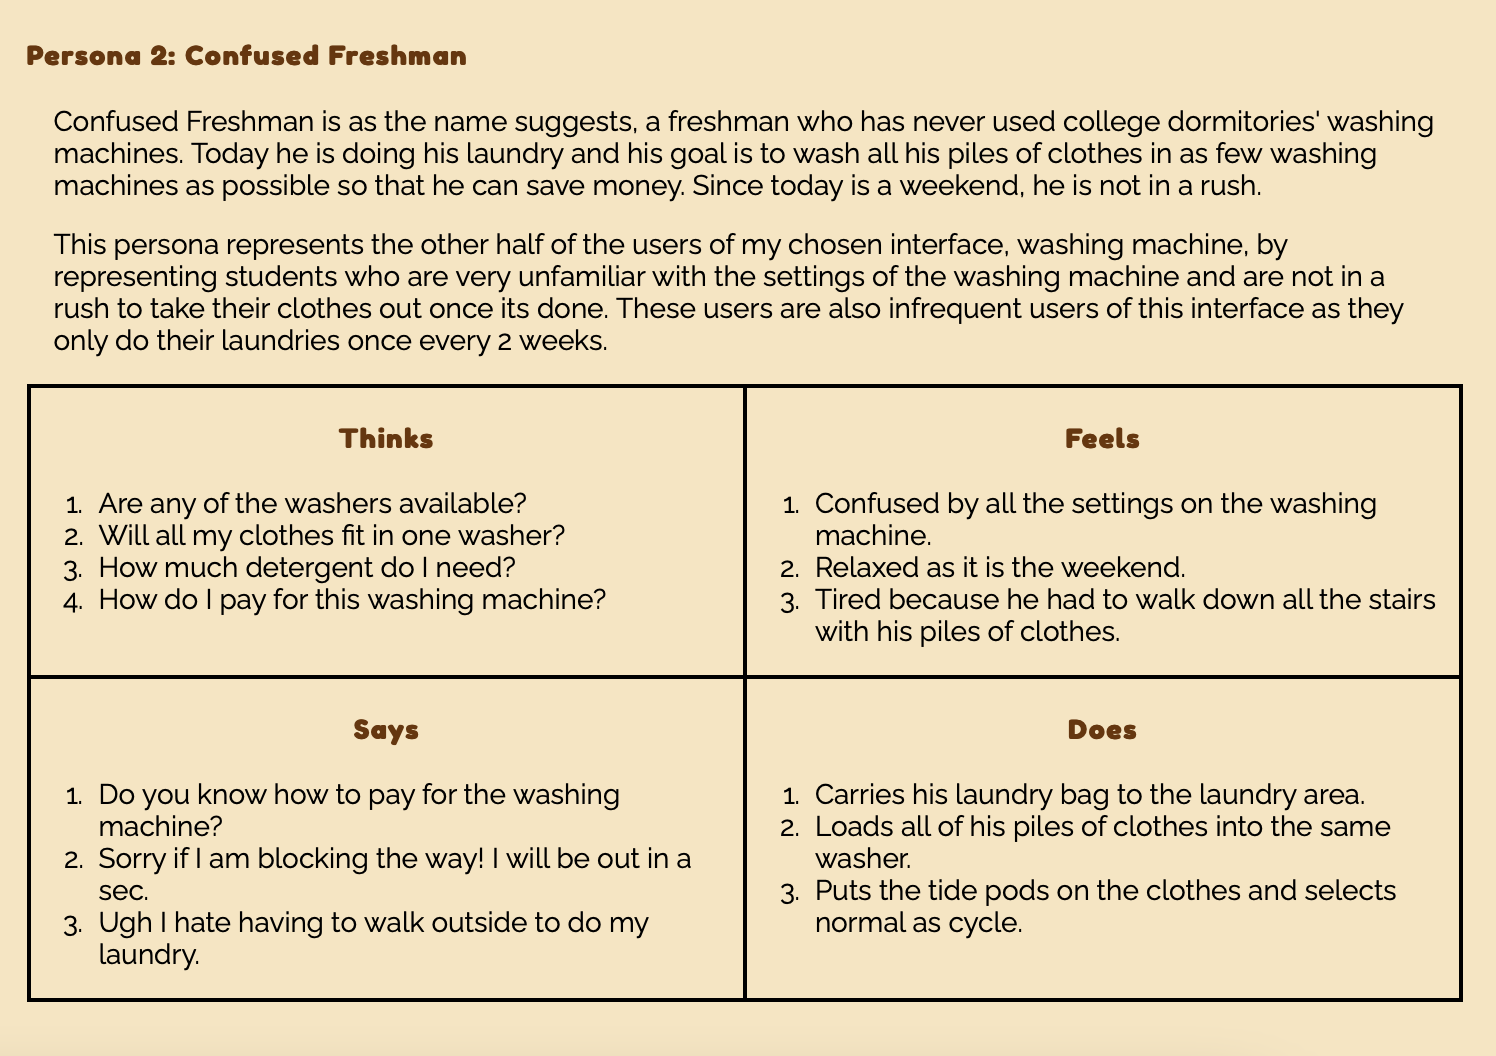 Persona 2: Confused Freshman
Confused Freshman is as the name suggests, a freshman who has never used college dormitories' washing
machines. Today he is doing his laundry and his goal is to wash all his piles of clothes in as few washing
machines as possible so that he can save money. Since today is a weekend, he is not in a rush.
This persona represents the other half of the users of my chosen interface, washing machine, by
representing students who are very unfamiliar with the settings of the washing machine and are not in a
rush to take their clothes out once its done. These users are also infrequent users of this interface as they
only do their laundries once every 2 weeks.
Thinks
1. Are any of the washers available?
2. Will all my clothes fit in one washer?
3. How much detergent do I need?
4. How do I pay for this washing machine?
Feels
1. Confused by all the settings on the washing
machine.
2. Relaxed as it is the weekend.
3. Tired because he had to walk down all the stairs
with his piles of clothes.
Says
1. Do you know how to pay for the washing
machine?
2. Sorry if I am blocking the way! I will be out in a
sec.
3. Ugh I hate having to walk outside to do my
laundry.
Does
1. Carries his laundry bag to the laundry area.
2. Loads all of his piles of clothes into the same
washer.
3. Puts the tide pods on the clothes and selects
normal as cycle.